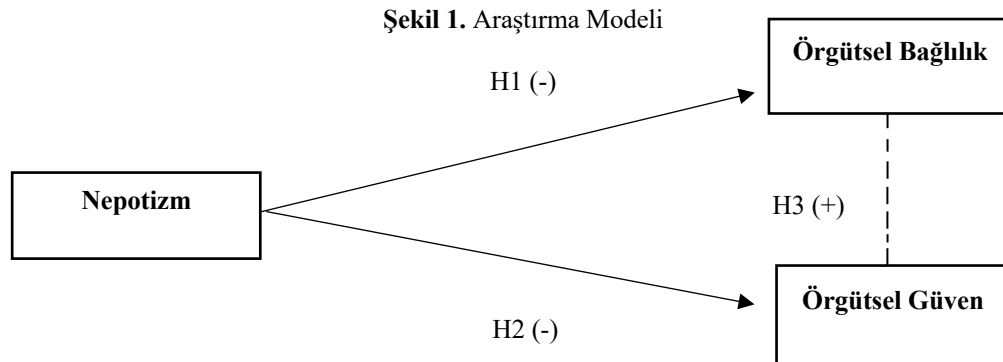 Şekil 1. Araştırma Modeli
Örgütsel Bağlılık
H1 (-)
Nepotizm
H3 (+)
Örgütsel Güven
H2 (-)